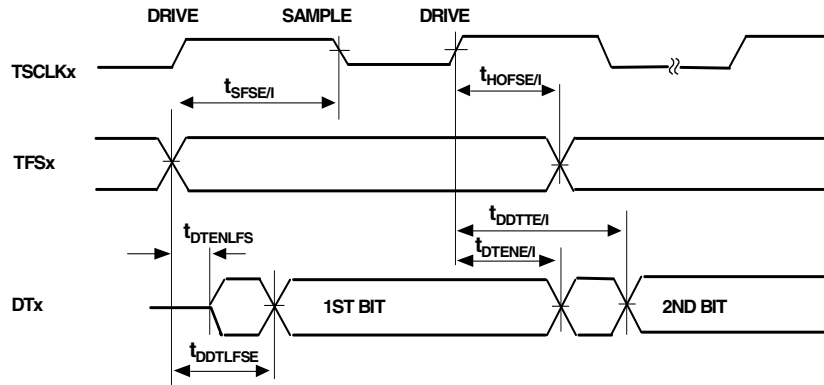 DRIVE SAMPLE DRIVE
TSCLKx
tSFSE/I tHOFSE/I
TFSx
tDDTTE/I
tDTENLFS
tDTENE/I
DTx 1ST BIT 2ND BIT
tDDTLFSE